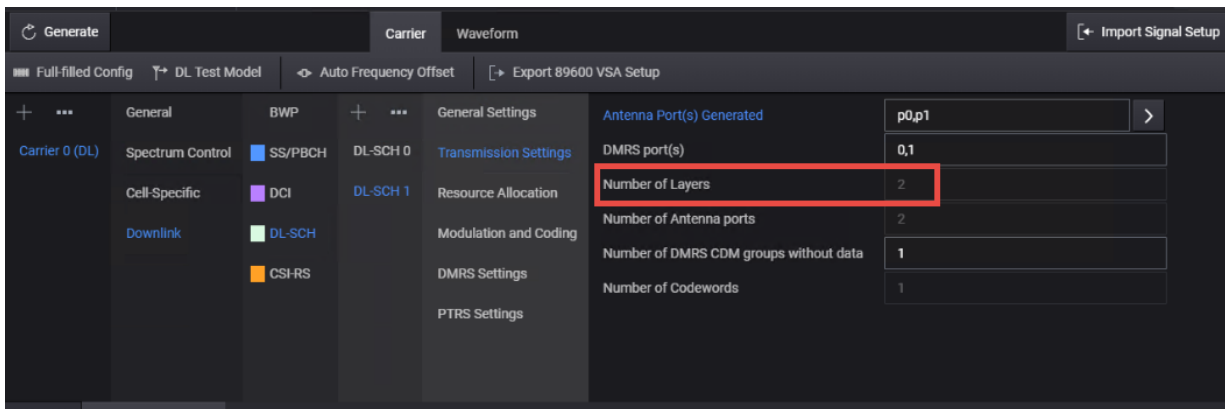 Generate Carrier Waveform Import Signal Setup
Full-filled Config DL Test Model Auto Frequency Offset Export 89600 VSA Setup
General BWP General Settings Antenna Port(s) Generated p0,p1
Carrier 0 (DL) Spectrum Control SS/PBCH DL-SCH 0 Transmission Settings DMRS port(s) 0,1
Cell-Specific DCI DL-SCH 1 Resource Allocation Number of Layers 2
Downlink DL-SCH Modulation and Coding Number of Antenna ports 2
CSI-RS DMRS Settings Number of DMRS CDM groups without data 1
PTRS Settings Number of Codewords 1